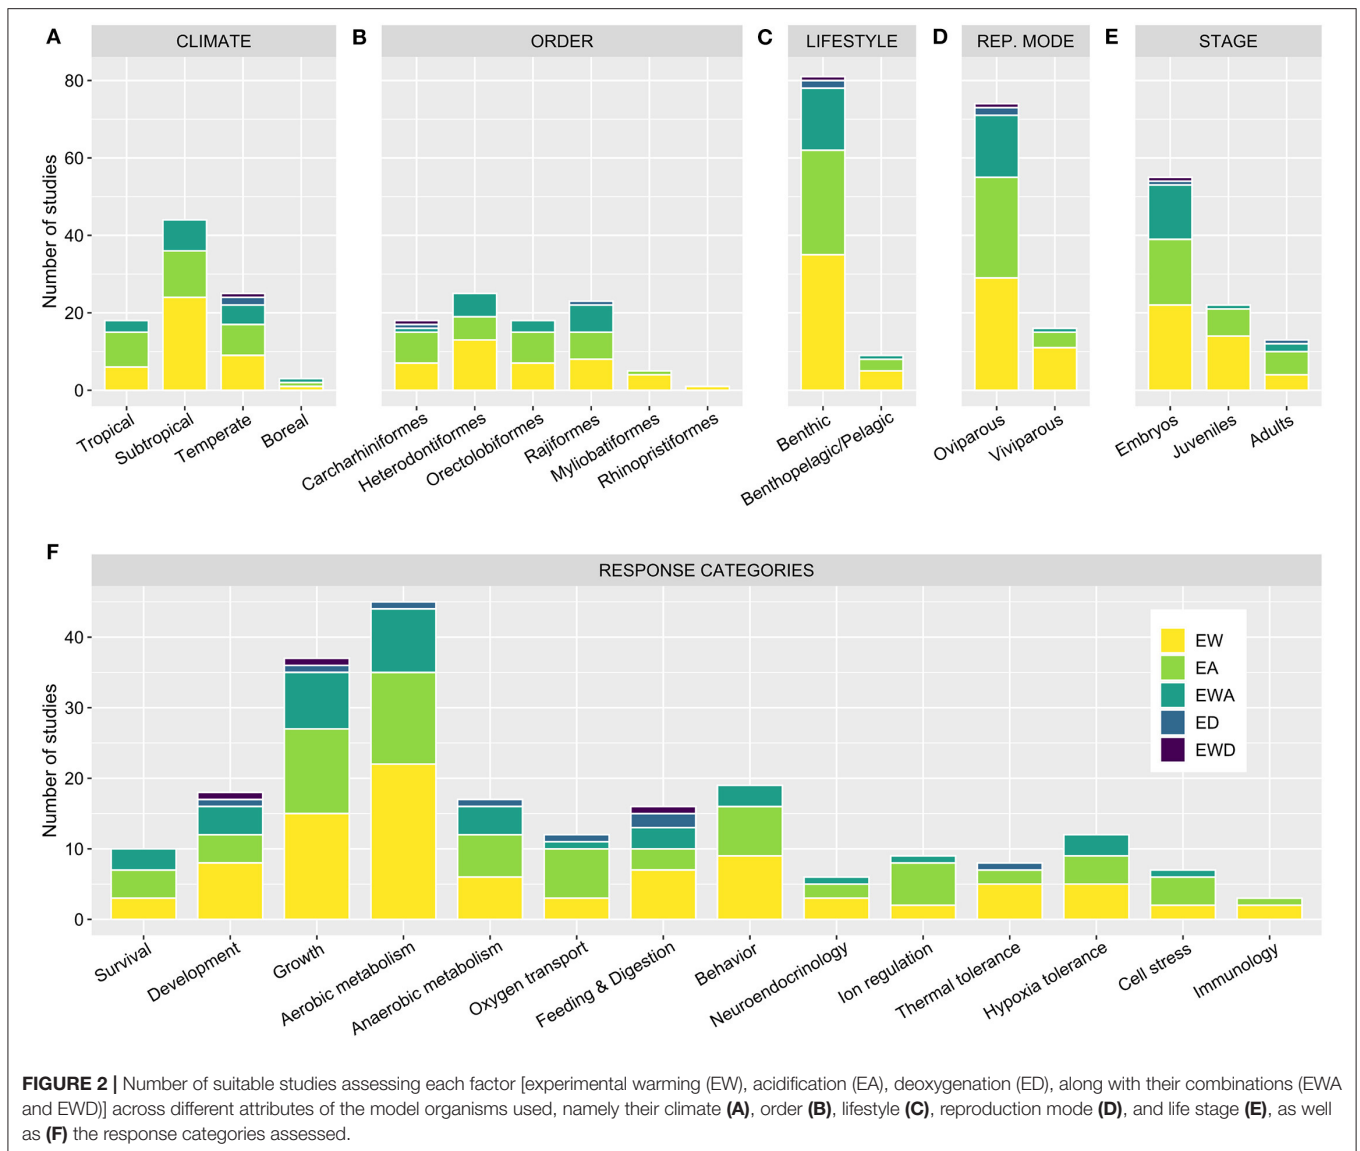 A CLIMATE B ORDER C LIFESTYLE D REP. MODE E STAGE
Number of studies
80
60
40
20
0
Tropical
Subtropical
Temperate
Boreal
Carcharhiniformes
Heterodontiformes
Orectolobiformes
Rajiformes
Myliobatiformes
Rhinopristiformes
Benthic
Benthopelagic/Pelagic
Oviparous
Viviparous
Embryos
Juveniles
Adults
F RESPONSE CATEGORIES
Number of studies
40
30
20
10
0
EW
EA
EWA
ED
EWD
Survival
Development
Growth
Aerobic metabolism
Anaerobic metabolism
Oxygen transport
Feeding & Digestion
Behavior
Neuroendocrinology
Ion regulation
Thermal tolerance
Hypoxia tolerance
Cell stress
Immunology
FIGURE 2 | Number of suitable studies assessing each factor [experimental warming (EW), acidification (EA), deoxygenation (ED), along with their combinations (EWA
and EWD)] across different attributes of the model organisms used, namely their climate (A), order (B), lifestyle (C), reproduction mode (D), and life stage (E), as well
as (F) the response categories assessed.